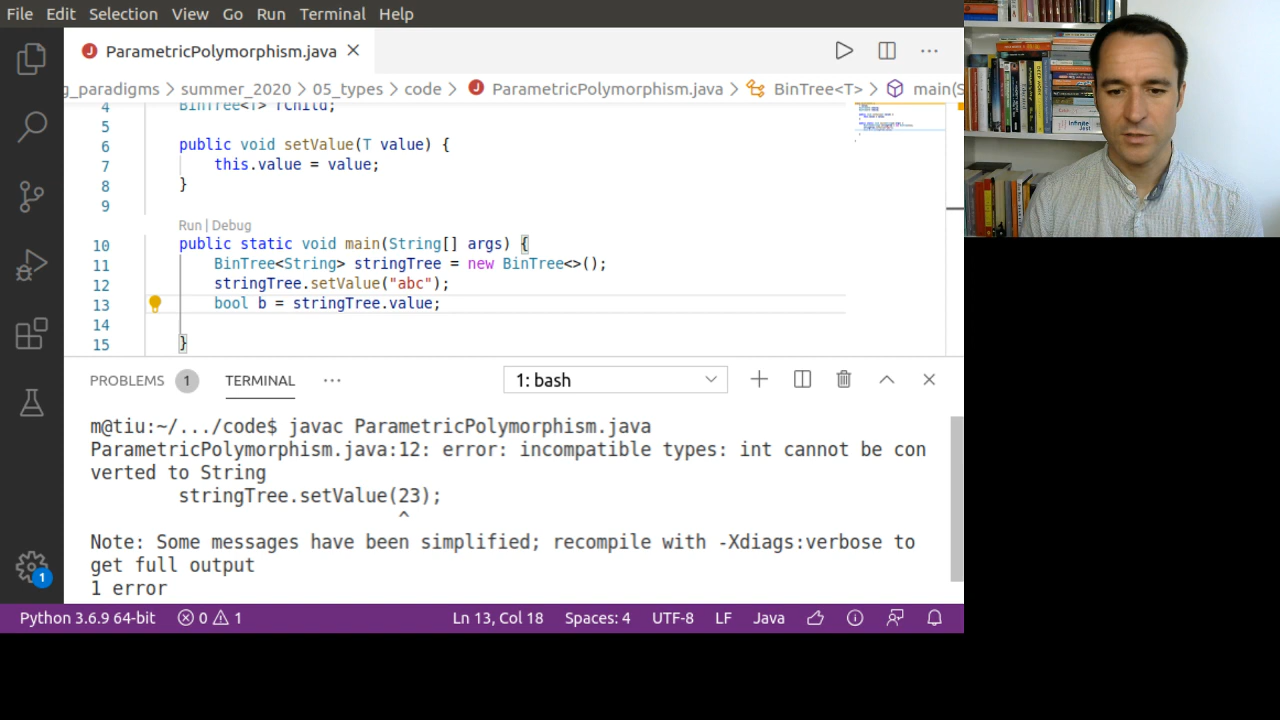 File Edit Selection View Go Run Terminal Help
ParametricPolymorphism.java
g_paradigms > summer_2020 > 05_types > code > ParametricPolymorphism.java > BinTree<T> > main(S
4 BinTree<T> rChild;
5
6 public void setValue(T value) {
7 this.value = value;
8 }
9
Run | Debug
10 public static void main(String[] args) {
11 BinTree<String> stringTree = new BinTree<>();
12 stringTree.setValue("abc");
13 bool b = stringTree.value;
14
15 }
PROBLEMS 1 TERMINAL ··· 1: bash
m@tiu:~/.../code$ javac ParametricPolymorphism.java
ParametricPolymorphism.java:12: error: incompatible types: int cannot be con
verted to String
stringTree.setValue(23);
^
Note: Some messages have been simplified; recompile with -Xdiags:verbose to
get full output
1 error
1
Python 3.6.9 64-bit 0 1 Ln 13, Col 18 Spaces: 4 UTF-8 LF Java
Infinite
Jest